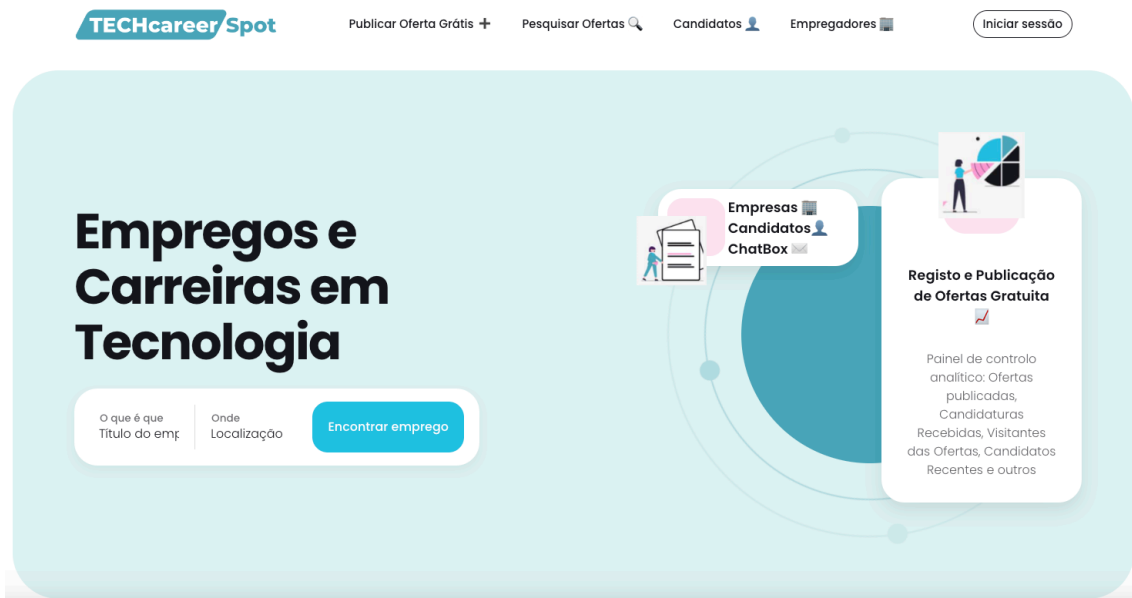 TECHcareer Spot
Publicar Oferta Grátis ➕
Pesquisar Ofertas 🔍
Candidatos 👤
Empregadores 🏢
Iniciar sessão
Empregos e
Carreiras em
Tecnologia
O que é que
Título do emp
Onde
Localização
Encontrar emprego
Empresas 🏢
Candidatos👤
ChatBox ✉️
Registo e Publicação
de Ofertas Gratuita
📈
Painel de controlo
analítico: Ofertas
publicadas,
Candidaturas
Recebidas, Visitantes
das Ofertas, Candidatos
Recentes e outros